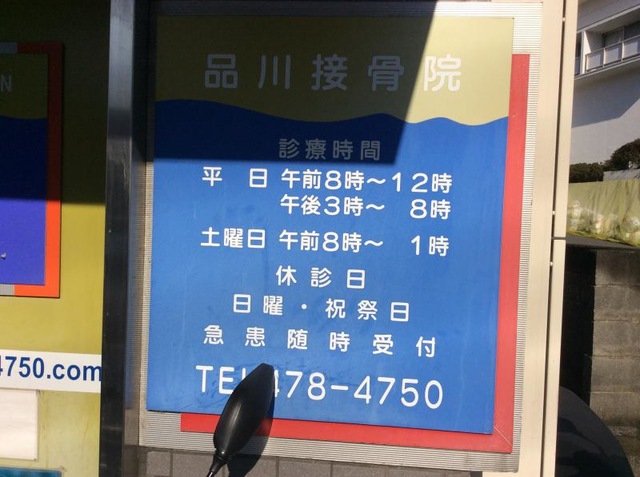 品川接骨院
診療時間
平 日 午前8時～12時
午後3時～ 8時
土曜日 午前8時～ 1時
休診日
日曜・祝祭日
急患随時受付
TEL478-4750
4750.com
N